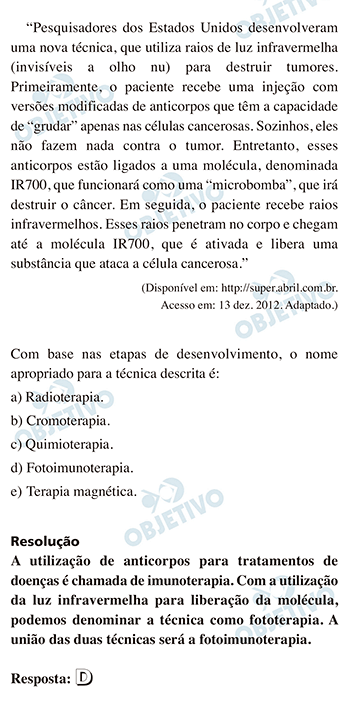 “Pesquisadores dos Estados Unidos desenvolveram
uma nova técnica, que utiliza raios de luz infravermelha
(invisíveis a olho nu) para destruir tumores.
Primeiramente, o paciente recebe uma injeção com
versões modificadas de anticorpos que têm a capacidade
de “grudar” apenas nas células cancerosas. Sozinhos, eles
não fazem nada contra o tumor. Entretanto, esses
anticorpos estão ligados a uma molécula, denominada
IR700, que funcionará como uma “microbomba”, que irá
destruir o câncer. Em seguida, o paciente recebe raios
infravermelhos. Esses raios penetram no corpo e chegam
até a molécula IR700, que é ativada e libera uma
substância que ataca a célula cancerosa.”
(Disponível em: http://super.abril.com.br.
Acesso em: 13 dez. 2012. Adaptado.)
Com base nas etapas de desenvolvimento, o nome
apropriado para a técnica descrita é:
a) Radioterapia.
b) Cromoterapia.
c) Quimioterapia.
d) Fotoimunoterapia.
e) Terapia magnética.
Resolução
A utilização de anticorpos para tratamentos de
doenças é chamada de imunoterapia. Com a utilização
da luz infravermelha para liberação da molécula,
podemos denominar a técnica como fototerapia. A
união das duas técnicas será a fotoimunoterapia.
Resposta: D
OBJETIVO
OBJETIVO
OBJETIVO
OBJETIVO
OBJETIVO
OBJETIVO